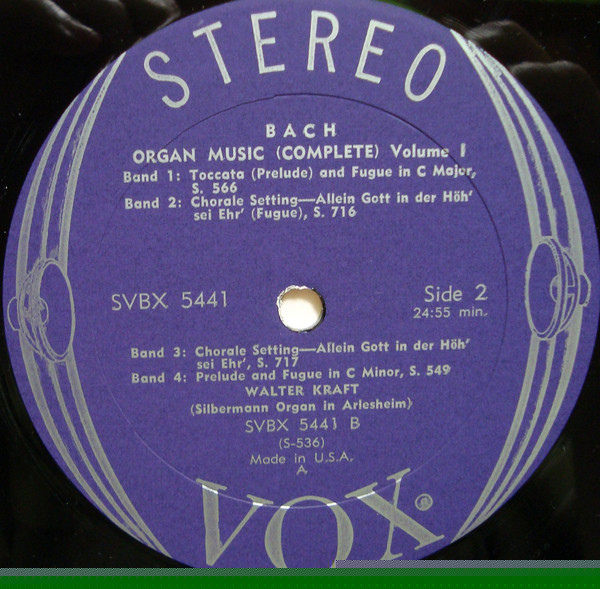 STEREO
BACH
ORGAN MUSIC (COMPLETE) Volume I
Band 1: Toccata (Prelude) and Fugue in C Major,
S. 566
Band 2: Chorale Setting—Allein Gott in der Höh'
sei Ehr' (Fugue), S. 716
SVBX 5441
Side 2
24:55 min.
Band 3: Chorale Setting—Allein Gott in der Höh'
sei Ehr', S. 717
Band 4: Prelude and Fugue in C Minor, S. 549
WALTER KRAFT
(Silbermann Organ in Arlesheim)
SVBX 5441 B
(S-536)
Made in U.S.A.
A
VOX ®